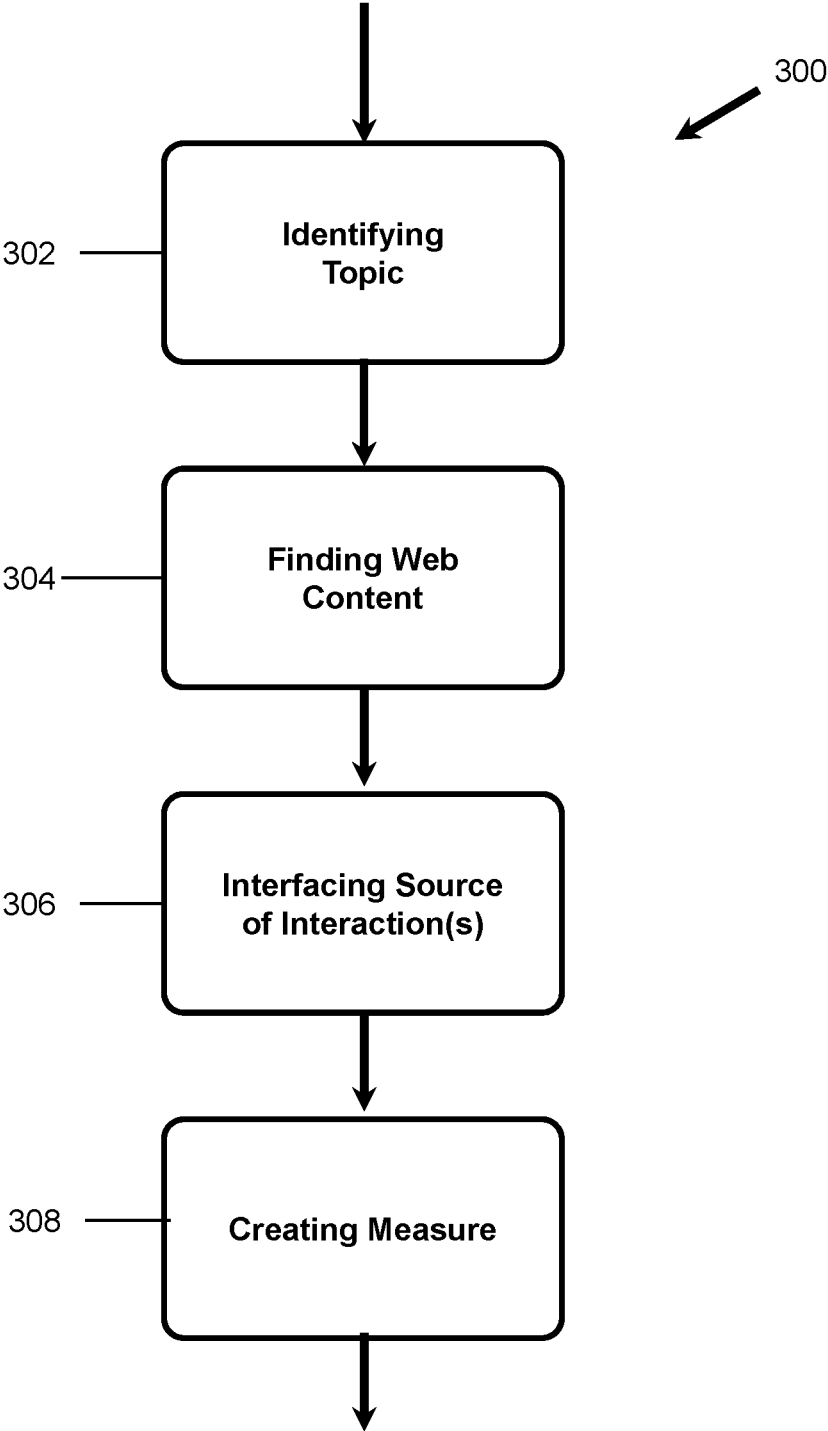 300
302
Identifying
Topic
304
Finding Web
Content
306
Interfacing Source
of Interaction(s)
308
Creating Measure